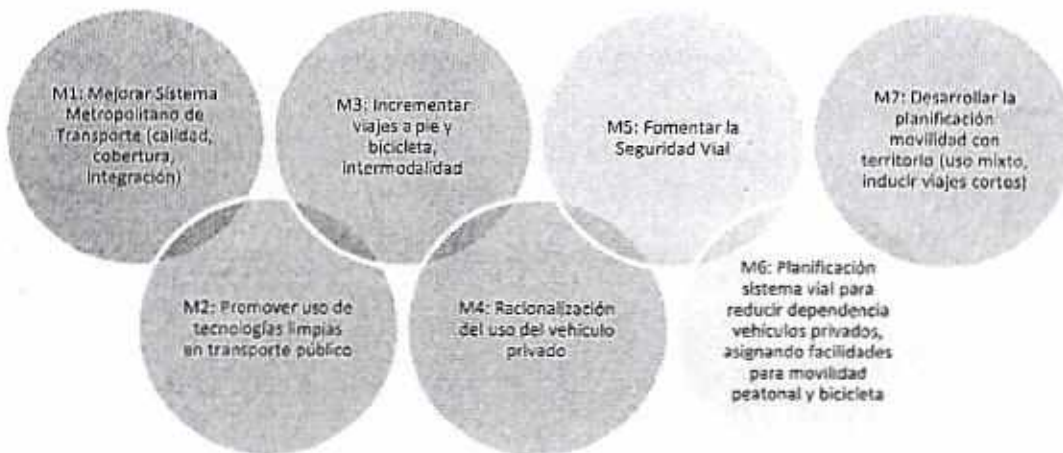 M1: Mejorar Sistema
Metropolitano de
Transporte (calidad,
cobertura,
integración)
M2: Promover uso de
tecnologías limpias
en transporte público
M3: Incrementar
viajes a pie y
bicicleta,
intermodalidad
M4: Racionalización
del uso del vehículo
privado
M5: Fomentar la
Seguridad Vial
M6: Planificación
sistema vial para
reducir dependencia
vehículos privados,
asignando facilidades
para movilidad
peatonal y bicicleta
M7: Desarrollar la
planificación
movilidad con
territorio (uso mixto,
inducir viajes cortos)